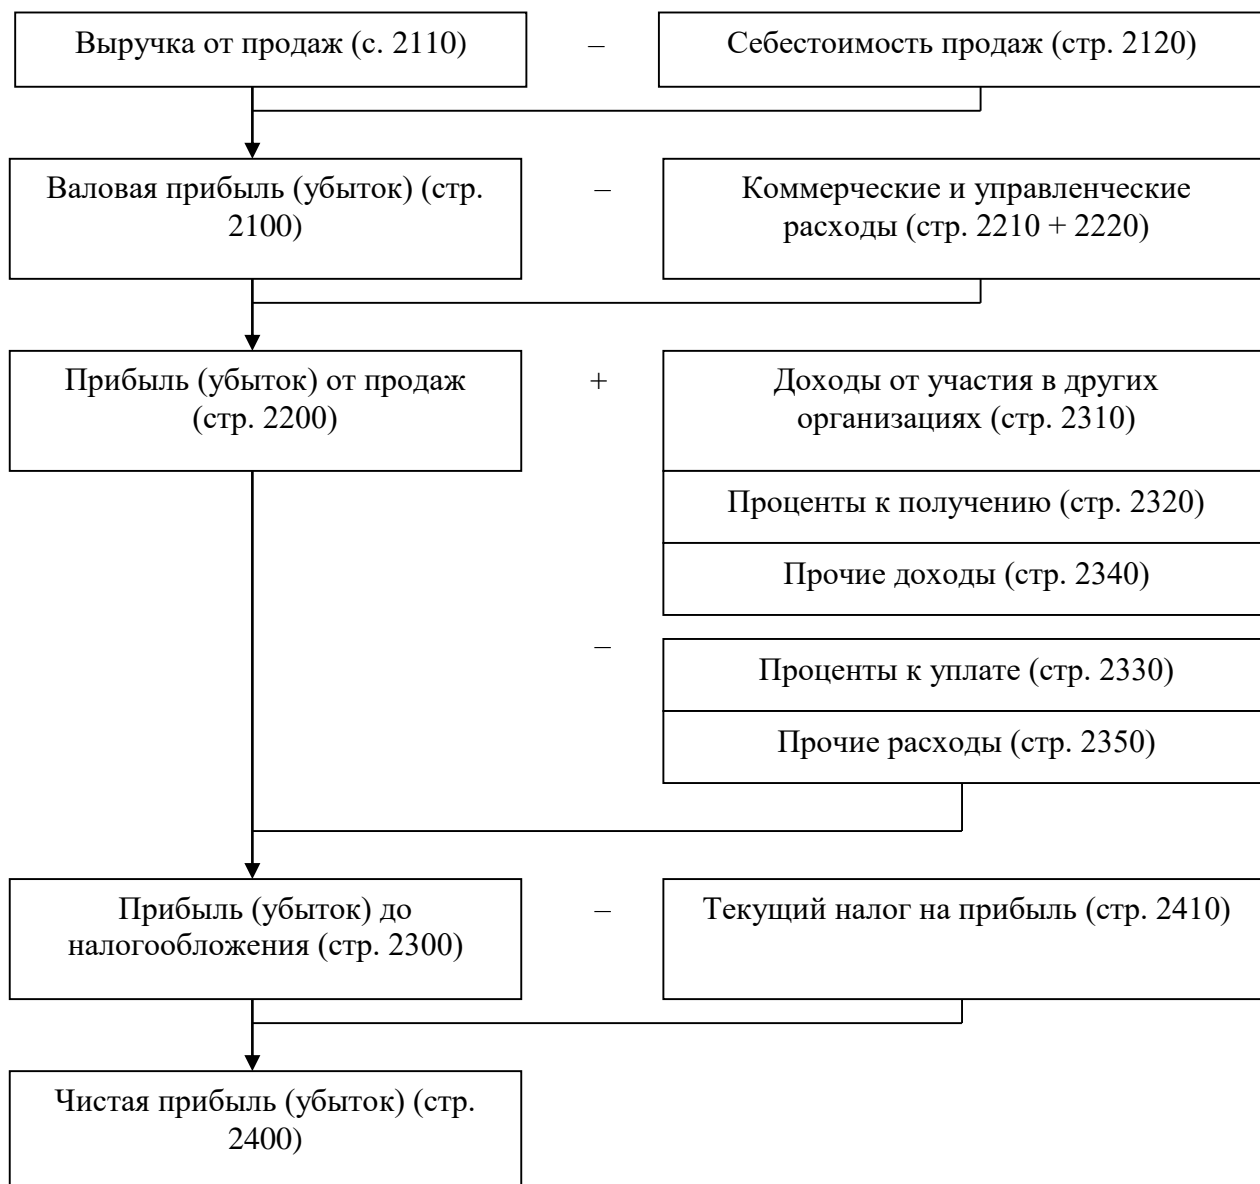 Выручка от продаж (с. 2110)
–
Себестоимость продаж (стр. 2120)
Валовая прибыль (убыток) (стр.
2100)
–
Коммерческие и управленческие
расходы (стр. 2210 + 2220)
Прибыль (убыток) от продаж
(стр. 2200)
+
Доходы от участия в других
организациях (стр. 2310)
Проценты к получению (стр. 2320)
Прочие доходы (стр. 2340)
–
Проценты к уплате (стр. 2330)
Прочие расходы (стр. 2350)
Прибыль (убыток) до
налогообложения (стр. 2300)
–
Текущий налог на прибыль (стр. 2410)
Чистая прибыль (убыток) (стр.
2400)